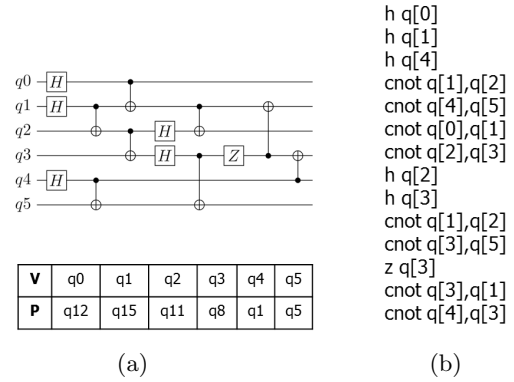 h q[0]
h q[1]
h q[4]
cnot q[1],q[2]
cnot q[4],q[5]
cnot q[0],q[1]
cnot q[2],q[3]
h q[2]
h q[3]
cnot q[1],q[2]
cnot q[3],q[5]
z q[3]
cnot q[3],q[1]
cnot q[4],q[3]
q0 H
q1 H
q2 H
q3 H Z
q4 H
q5
V q0 q1 q2 q3 q4 q5
P q12 q15 q11 q8 q1 q5
(a) (b)